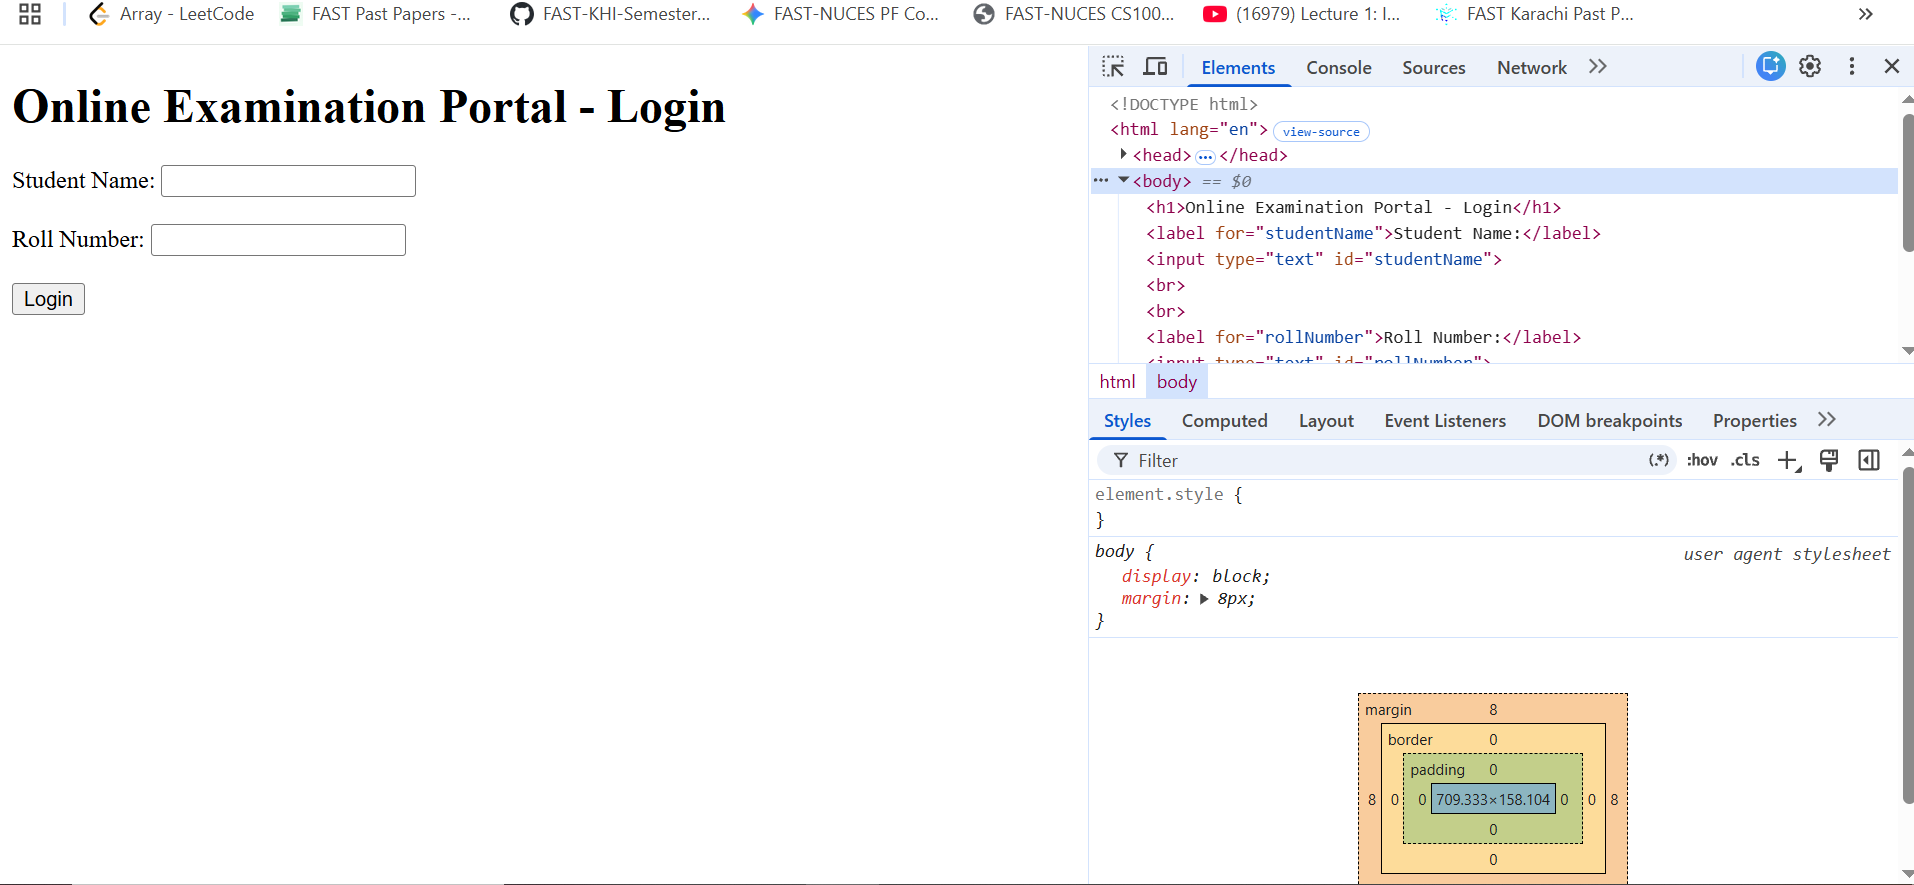 Array - LeetCode
FAST Past Papers -...
FAST-KHI-Semester...
FAST-NUCES PF Co...
FAST-NUCES CS100...
(16979) Lecture 1: I...
FAST Karachi Past P...
Online Examination Portal - Login
Student Name:
Roll Number:
Login
Elements Console Sources Network
<!DOCTYPE html>
<html lang="en"> view-source
<head> ... </head>
... <body> == $0
<h1>Online Examination Portal - Login</h1>
<label for="studentName">Student Name:</label>
<input type="text" id="studentName">
<br>
<br>
<label for="rollNumber">Roll Number:</label>
<input type="text" id="rollNumber">
html body
Styles Computed Layout Event Listeners DOM breakpoints Properties
Filter (.*) :hov .cls
element.style {
}
body { user agent stylesheet
display: block;
margin: 8px;
}
margin 8
border 0
padding 0
8 0 0 709.333×158.104 0 0 8
0
0